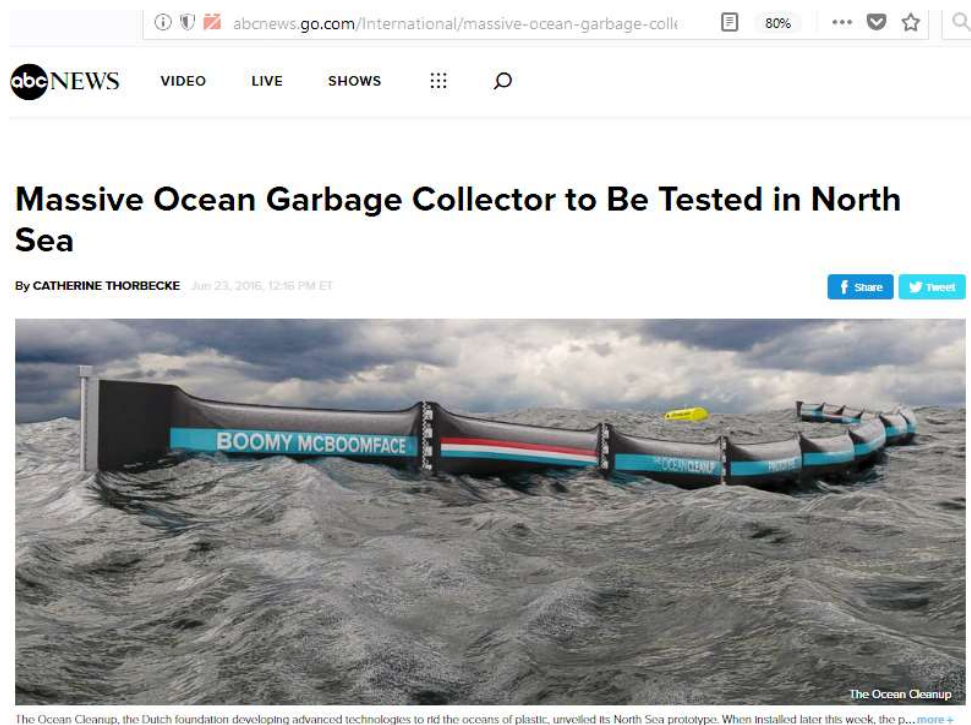 abcnews.go.com/International/massive-ocean-garbage-colle
80%
abc NEWS VIDEO LIVE SHOWS
Massive Ocean Garbage Collector to Be Tested in North
Sea
By CATHERINE THORBECKE Jun 23, 2016, 12:16 PM ET
Share Tweet
BOOMY MCBOOMFACE
THE OCEAN CLEANUP
PROTOTYPE
The Ocean Cleanup
The Ocean Cleanup, the Dutch foundation developing advanced technologies to rid the oceans of plastic, unveiled its North Sea prototype. When installed later this week, the p... more +